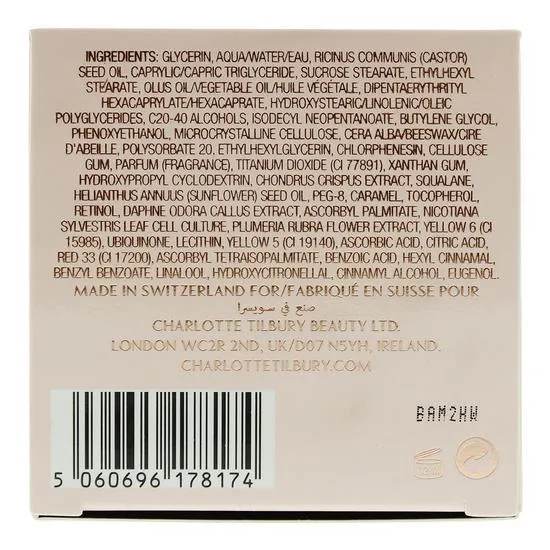 INGREDIENTS: GLYCERIN, AQUA/WATER/EAU, RICINUS COMMUNIS (CASTOR)
SEED OIL, CAPRYLIC/CAPRIC TRIGLYCERIDE, SUCROSE STEARATE, ETHYLHEXYL
STEARATE, OLUS OIL/VEGETABLE OIL/HUILE VÉGÉTALE, DIPENTAERYTHRITYL
HEXACAPRYLATE/HEXACAPRATE, HYDROXYSTEARIC/LINOLENIC/OLEIC
POLYGLYCERIDES, C20-40 ALCOHOLS, ISODECYL NEOPENTANOATE, BUTYLENE GLYCOL,
PHENOXYETHANOL, MICROCRYSTALLINE CELLULOSE, CERA ALBA/BEESWAX/CIRE
D'ABEILLE, POLYSORBATE 20, ETHYLHEXYLGLYCERIN, CHLORPHENESIN, CELLULOSE
GUM, PARFUM (FRAGRANCE), TITANIUM DIOXIDE (CI 77891), XANTHAN GUM,
HYDROXYPROPYL CYCLODEXTRIN, CHONDRUS CRISPUS EXTRACT, SQUALANE,
HELIANTHUS ANNUUS (SUNFLOWER) SEED OIL, PEG-8, CARAMEL, TOCOPHEROL,
RETINOL, DAPHNE ODORA CALLUS EXTRACT, ASCORBYL PALMITATE, NICOTIANA
SYLVESTRIS LEAF CELL CULTURE, PLUMERIA RUBRA FLOWER EXTRACT, YELLOW 6 (CI
15985), UBIQUINONE, LECITHIN, YELLOW 5 (CI 19140), ASCORBIC ACID, CITRIC ACID,
RED 33 (CI 17200), ASCORBYL TETRAISOPALMITATE, BENZOIC ACID, HEXYL CINNAMAL,
BENZYL BENZOATE, LINALOOL, HYDROXYCITRONELLAL, CINNAMYL ALCOHOL, EUGENOL.
MADE IN SWITZERLAND FOR/FABRIQUÉ EN SUISSE POUR
صنع في سويسرا
CHARLOTTE TILBURY BEAUTY LTD.
LONDON WC2R 2ND, UK/D07 N5YH, IRELAND.
CHARLOTTETILBURY.COM
BAM2HW
5 060696 178174